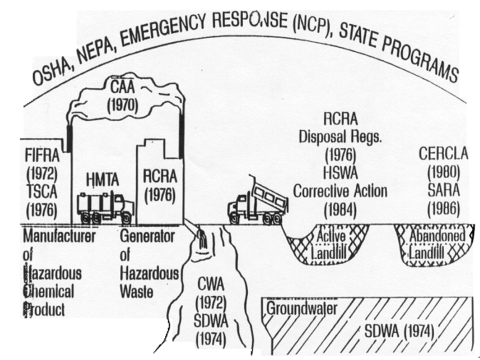 OSHA, NEPA, EMERGENCY RESPONSE (NCP), STATE PROGRAMS
CAA
(1970)
FIFRA
(1972)
TSCA
(1976)
HMTA
RCRA
(1976)
RCRA
Disposal Regs.
(1976)
HSWA
Corrective Action
(1984)
CERCLA
(1980)
SARA
(1986)
Manufacturer
of
Hazardous
Chemical
Product
Generator
of
Hazardous
Waste
CWA
(1972)
SDWA
(1974)
Active
Landfill
Abandoned
Landfill
Groundwater
SDWA (1974)